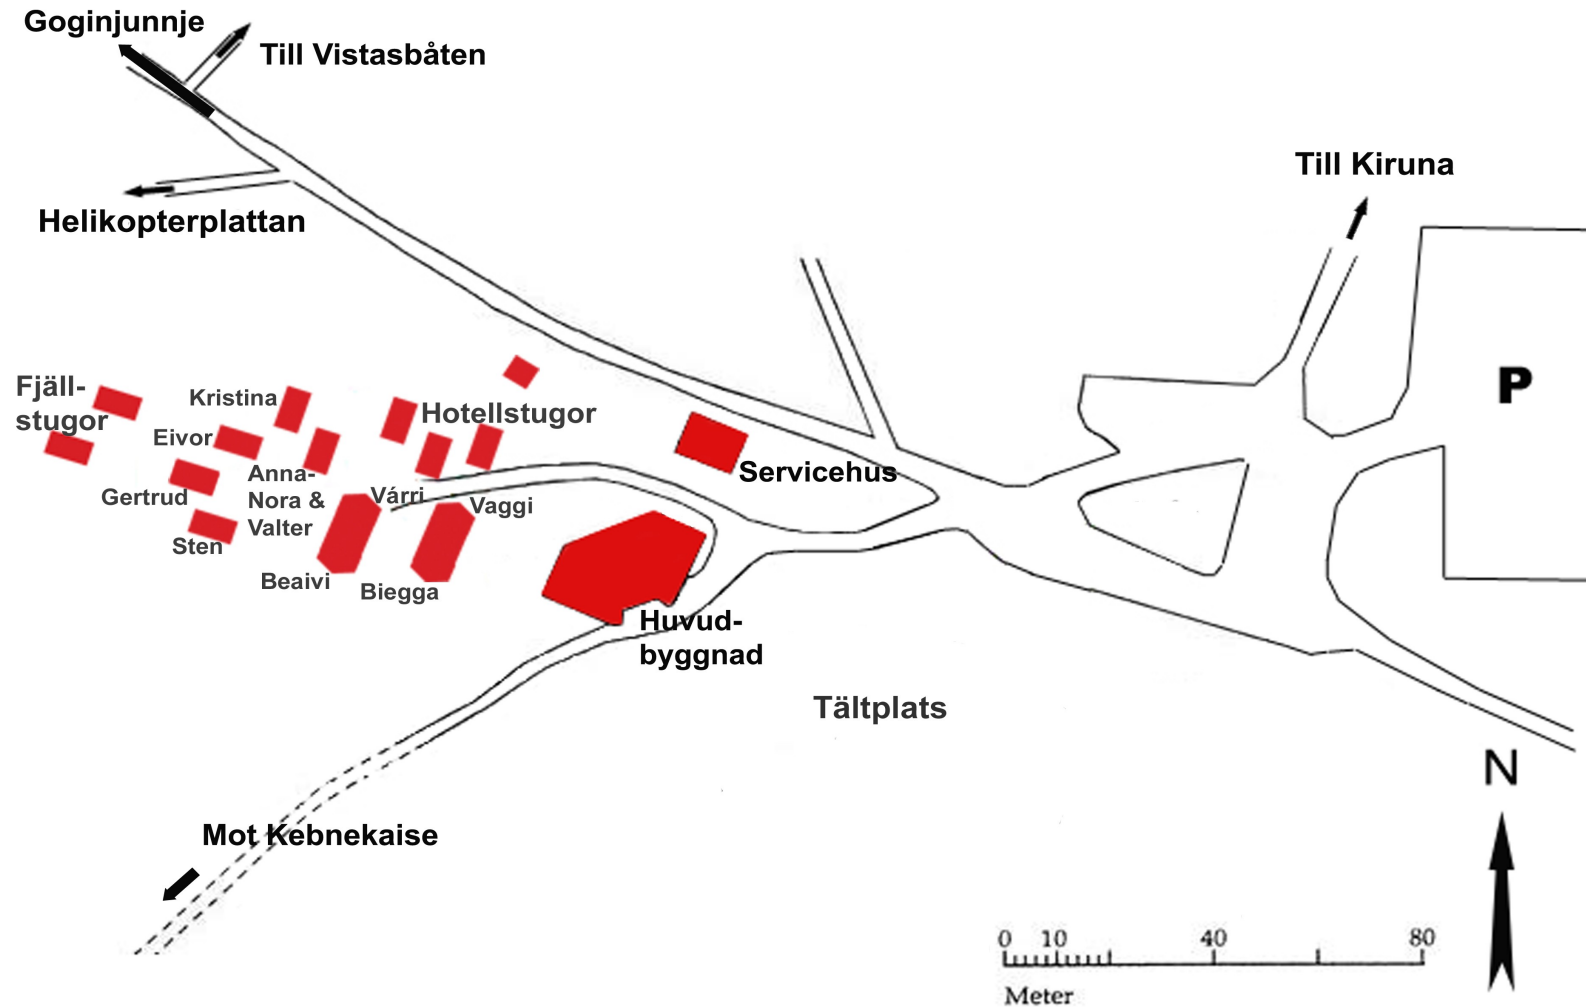 Goginjunnje
Till Vistasbåten
Till Kiruna
Helikopterplattan
P
Fjäll-
stugor
Kristina
Hotellstugor
Eivor
Servicehus
Anna-
Nora &
Valter
Gertrud
Várri
Vaggi
Sten
Beaivi
Biegga
Huvud-
byggnad
Tältplats
N
Mot Kebnekaise
0 10 40 80
Meter